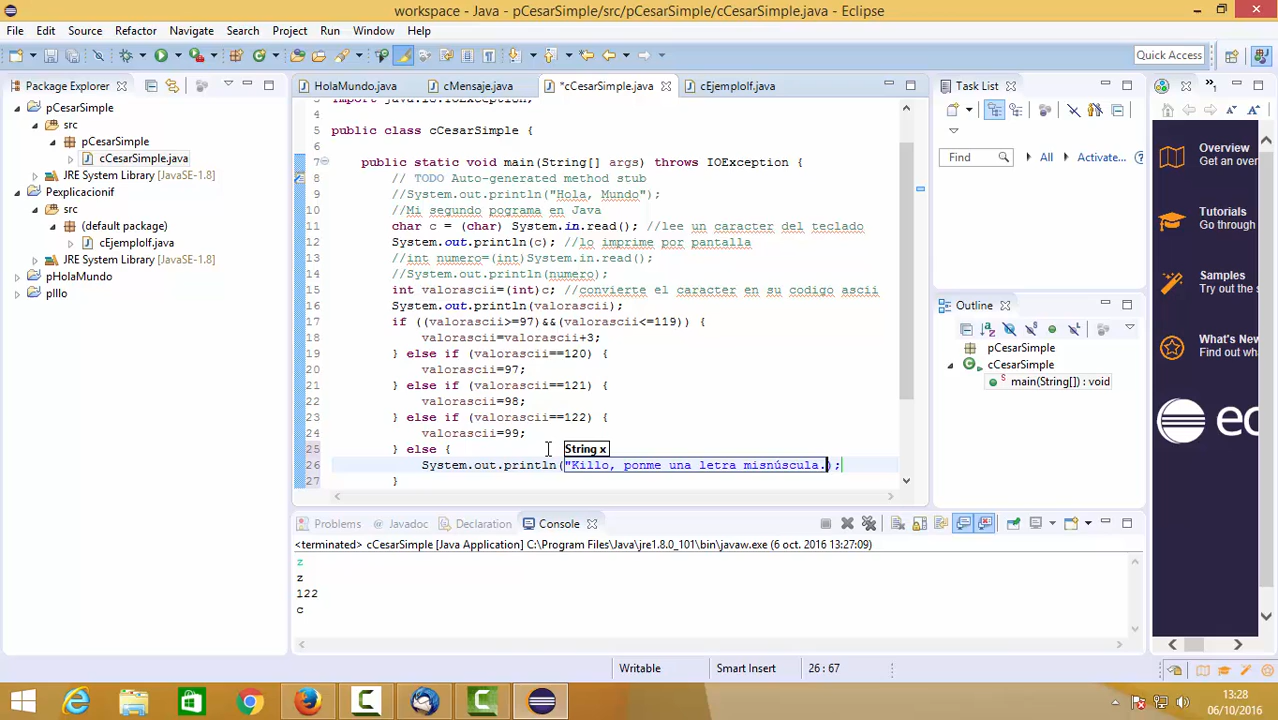 workspace - Java - pCesarSimple/src/pCesarSimple/cCesarSimple.java - Eclipse
File Edit Source Refactor Navigate Search Project Run Window Help
Quick Access
Package Explorer
pCesarSimple
src
pCesarSimple
cCesarSimple.java
JRE System Library [JavaSE-1.8]
Pexplicacionif
src
(default package)
cEjemploIf.java
JRE System Library [JavaSE-1.8]
pHolaMundo
HolaMundo.java cMensaje.java *cCesarSimple.java cEjemploIf.java
import java.io.IOException;
4
5 public class cCesarSimple {
6
7 public static void main(String[] args) throws IOException {
8 // TODO Auto-generated method stub
9 //System.out.println("Hola, Mundo");
10 //Mi segundo pograma en Java
11 char c = (char) System.in.read(); //lee un caracter del teclado
12 System.out.println(c); //lo imprime por pantalla
13 //int numero=(int)System.in.read();
14 //System.out.println(numero);
15 int valorascii=(int)c; //convierte el caracter en su codigo ascii
16 System.out.println(valorascii);
17 if ((valorascii>=97)&&(valorascii<=119)) {
18 valorascii=valorascii+3;
19 } else if (valorascii==120) {
20 valorascii=97;
21 } else if (valorascii==121) {
22 valorascii=98;
23 } else if (valorascii==122) {
24 valorascii=99;
25 } else {
String x
26 System.out.println("Killo, ponme una letra misnúscula.);
27 }
Task List
Find All Activate...
Outline
pCesarSimple
cCesarSimple
main(String[]) : void
Overview
Get an over
Tutorials
Go through
Samples
Try out the s
What's New
Find out wha
ec
Problems Javadoc Declaration Console
<terminated> cCesarSimple [Java Application] C:\Program Files\Java\jre1.8.0_101\bin\javaw.exe (6 oct. 2016 13:27:09)
z
z
122
c
Writable Smart Insert 26 : 67
13:28
06/10/2016